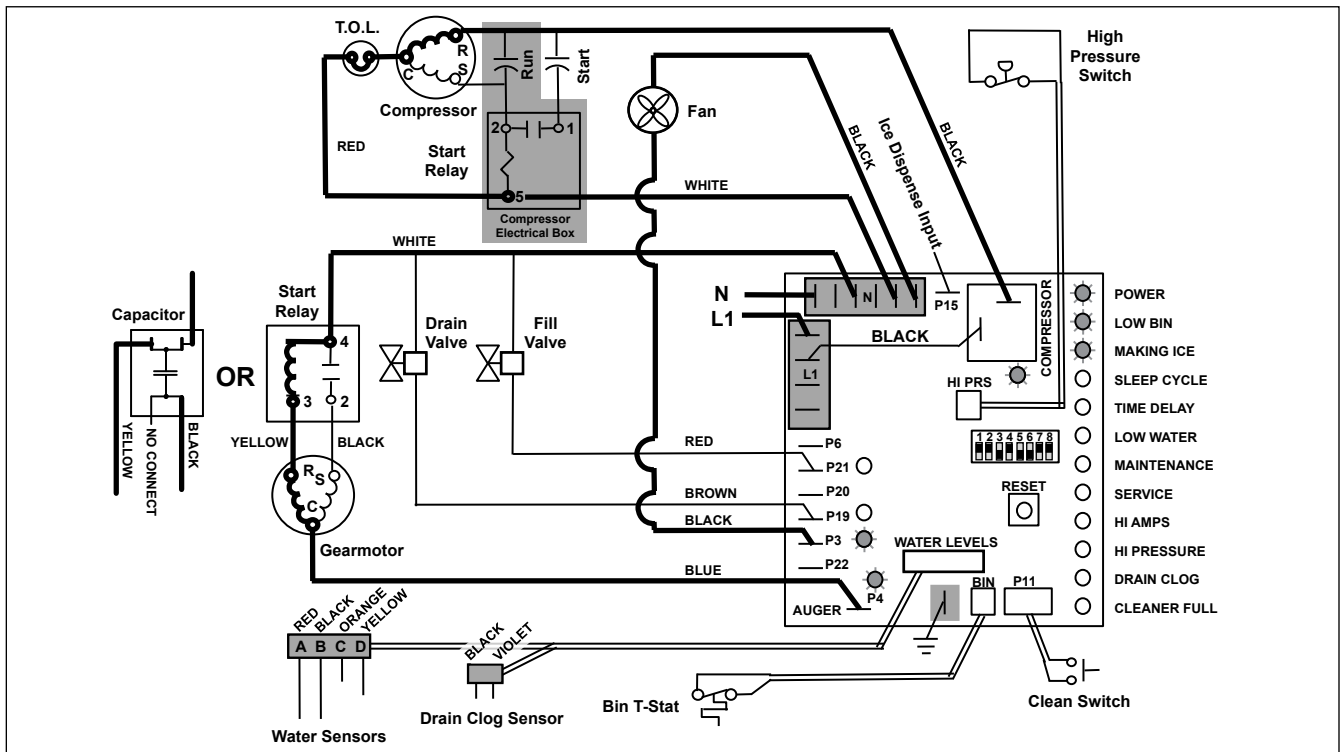 T.O.L.
R
C
S
Compressor
Run
Start
2
1
Start
Relay
5
Compressor
Electrical Box
RED
WHITE
Fan
BLACK
Ice Dispense Input
BLACK
High
Pressure
Switch
WHITE
Capacitor
YELLOW
NO CONNECT
BLACK
OR
Start
Relay
4
3
2
YELLOW
BLACK
R
S
C
Gearmotor
Drain
Valve
Fill
Valve
N
L1
N
P15
L1
BLACK
COMPRESSOR
HI PRS
1 2 3 4 5 6 7 8
RESET
RED
BROWN
BLACK
BLUE
P6
P21
P20
P19
P3
P22
P4
AUGER
WATER LEVELS
BIN
P11
POWER
LOW BIN
MAKING ICE
SLEEP CYCLE
TIME DELAY
LOW WATER
MAINTENANCE
SERVICE
HI AMPS
HI PRESSURE
DRAIN CLOG
CLEANER FULL
RED
BLACK
ORANGE
YELLOW
A B C D
Water Sensors
BLACK
VIOLET
Drain Clog Sensor
Bin T-Stat
Clean Switch